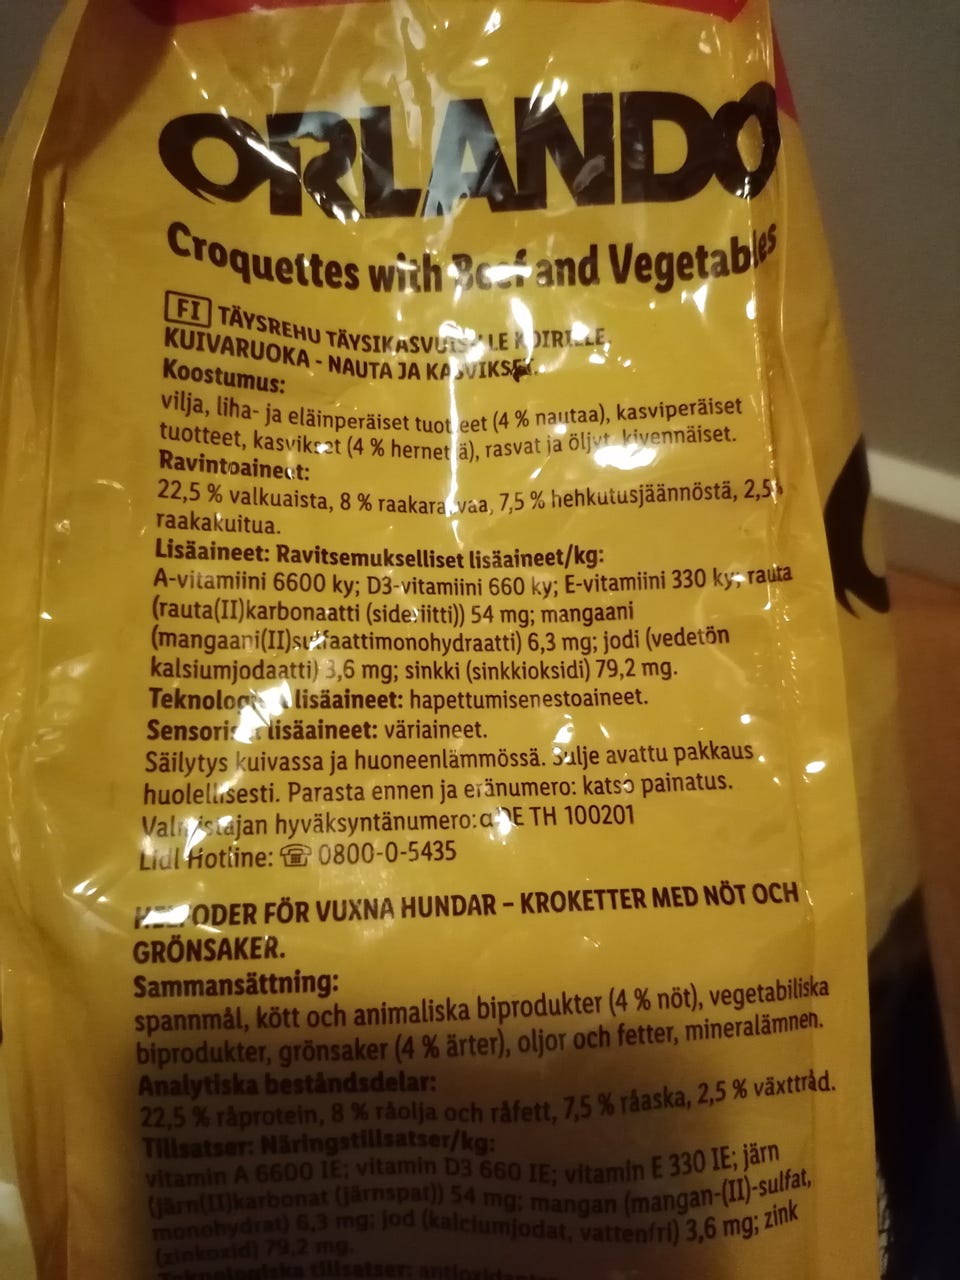 ORLANDO
Croquettes with Beef and Vegetables
FI TÄYSREHU TÄYSIKASVUISILLE KOIRILLE.
KUIVARUOKA - NAUTA JA KASVIKSET.
Koostumus:
vilja, liha- ja eläinperäiset tuotteet (4 % nautaa), kasviperäiset
tuotteet, kasvikset (4 % hernettä), rasvat ja öljyt, kivennäiset.
Ravintoaineet:
22,5 % valkuaista, 8 % raakarasvaa, 7,5 % hehkutusjäännöstä, 2,5%
raakakuitua.
Lisäaineet: Ravitsemukselliset lisäaineet/kg:
A-vitamiini 6600 ky; D3-vitamiini 660 ky; E-vitamiini 330 ky; rauta
(rauta(II)karbonaatti (sideriitti)) 54 mg; mangaani
(mangaani(II)sulfaattimonohydraatti) 6,3 mg; jodi (vedetön
kalsiumjodaatti) 3,6 mg; sinkki (sinkkioksidi) 79,2 mg.
Teknologiset lisäaineet: hapettumisenestoaineet.
Sensoriset lisäaineet: väriaineet.
Säilytys kuivassa ja huoneenlämmössä. Sulje avattu pakkaus
huolellisesti. Parasta ennen ja eränumero: katso painatus.
Valmistajan hyväksyntänumero: α DE TH 100201
Lidl Hotline: ☏ 0800-0-5435
HELFODER FÖR VUXNA HUNDAR – KROKETTER MED NÖT OCH
GRÖNSAKER.
Sammansättning:
spannmål, kött och animaliska biprodukter (4 % nöt), vegetabiliska
biprodukter, grönsaker (4 % ärter), oljor och fetter, mineralämnen.
Analytiska beståndsdelar:
22,5 % råprotein, 8 % råolja och råfett, 7,5 % råaska, 2,5 % växttråd.
Tillsatser: Näringstillsatser/kg:
vitamin A 6600 IE; vitamin D3 660 IE; vitamin E 330 IE; järn
(järn(II)karbonat (järnspat)) 54 mg; mangan (mangan-(II)-sulfat,
monohydrat) 6,3 mg; jod (kalciumjodat, vattenfri) 3,6 mg; zink
(zinkoxid) 79,2 mg.
Teknologiska tillsatser: